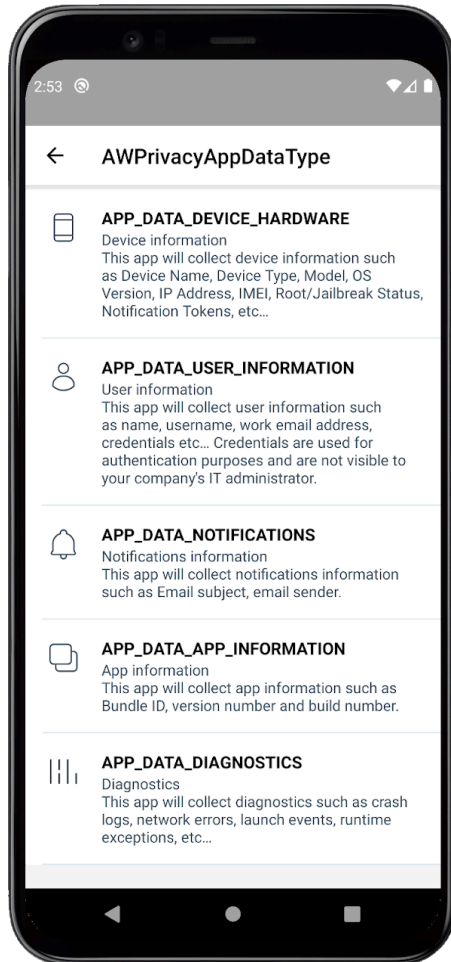 2:53
AWPrivacyAppDataType
APP_DATA_DEVICE_HARDWARE
Device information
This app will collect device information such
as Device Name, Device Type, Model, OS
Version, IP Address, IMEI, Root/Jailbreak Status,
Notification Tokens, etc...
APP_DATA_USER_INFORMATION
User information
This app will collect user information such
as name, username, work email address,
credentials etc... Credentials are used for
authentication purposes and are not visible to
your company's IT administrator.
APP_DATA_NOTIFICATIONS
Notifications information
This app will collect notifications information
such as Email subject, email sender.
APP_DATA_APP_INFORMATION
App information
This app will collect app information such as
Bundle ID, version number and build number.
APP_DATA_DIAGNOSTICS
Diagnostics
This app will collect diagnostics such as crash
logs, network errors, launch events, runtime
exceptions, etc...